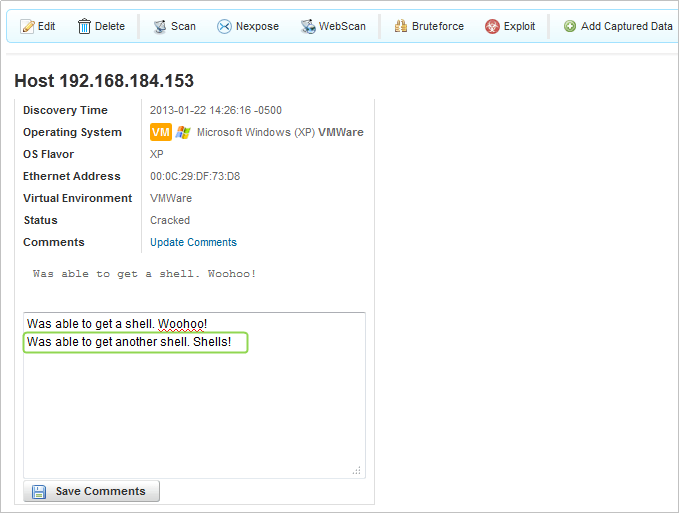 Edit Delete Scan Nexpose WebScan Bruteforce Exploit Add Captured Data
Host 192.168.184.153
Discovery Time 2013-01-22 14:26:16 -0500
Operating System VM Microsoft Windows (XP) VMWare
OS Flavor XP
Ethernet Address 00:0C:29:DF:73:D8
Virtual Environment VMWare
Status Cracked
Comments Update Comments
Was able to get a shell. Woohoo!
Was able to get a shell. Woohoo!
Was able to get another shell. Shells!
Save Comments